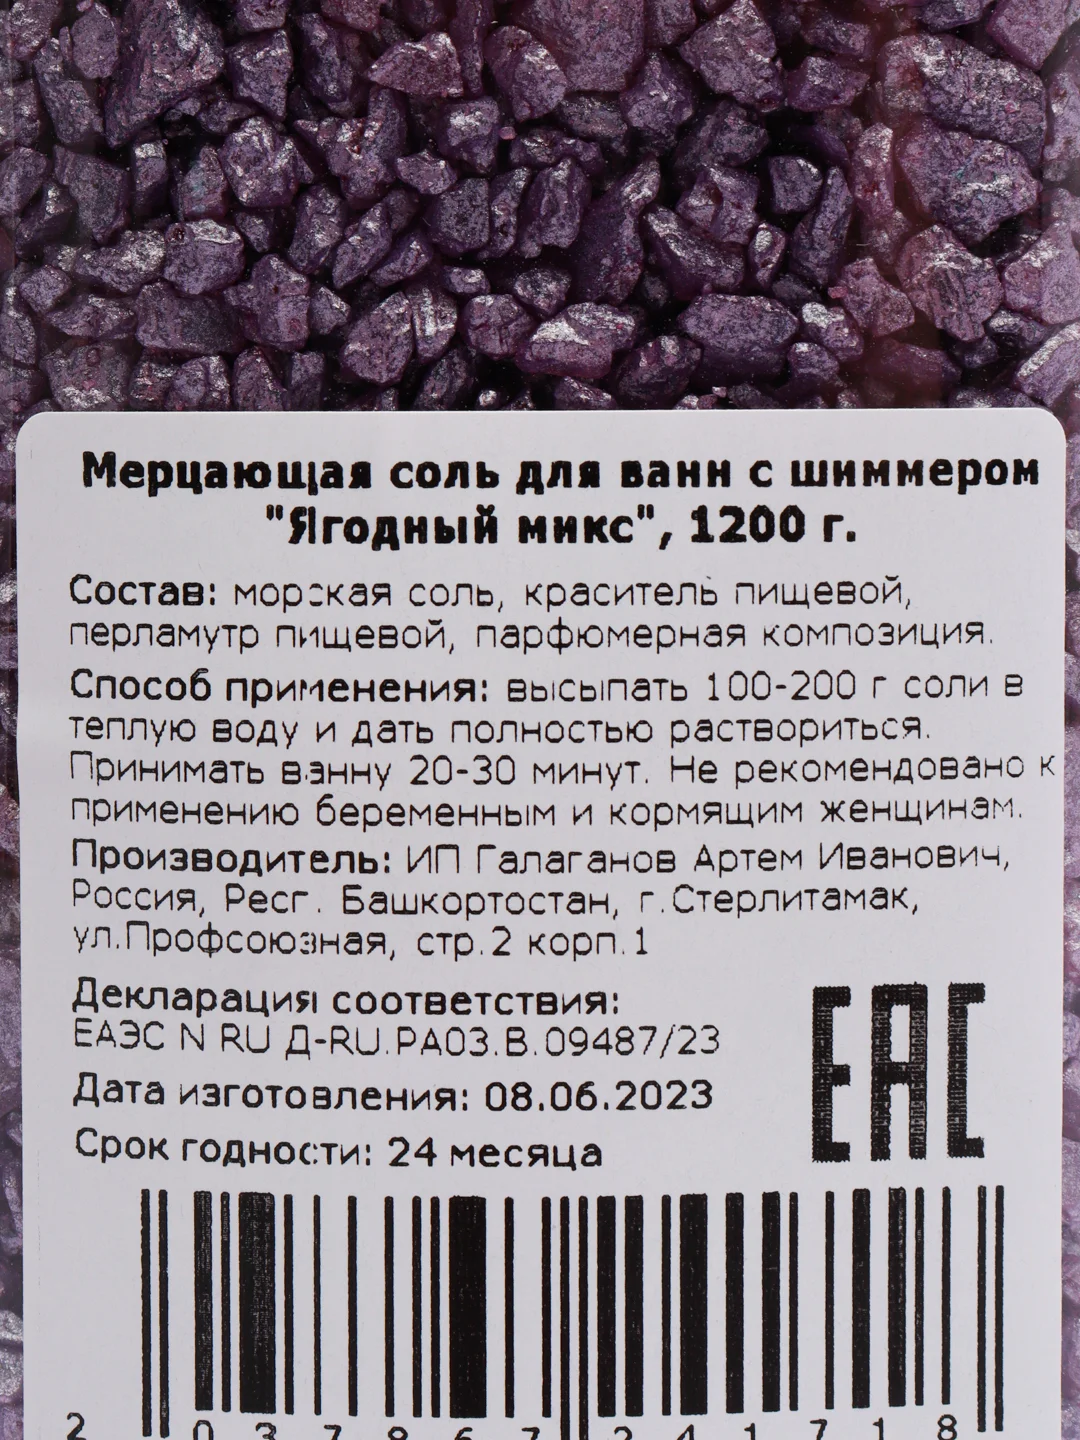 Мерцающая соль для ванн с шиммером
"Ягодный микс", 1200 г.
Состав: морская соль, краситель пищевой,
перламутр пищевой, парфюмерная композиция.
Способ применения: высыпать 100-200 г соли в
теплую воду и дать полностью раствориться.
Принимать ванну 20-30 минут. Не рекомендовано к
применению беременным и кормящим женщинам.
Производитель: ИП Галаганов Артем Иванович,
Россия, Респ. Башкортостан, г.Стерлитамак,
ул.Профсоюзная, стр.2 корп.1
Декларация соответствия:
ЕАЭС N RU Д-RU.РА03.В.09487/23
Дата изготовления: 08.06.2023
Срок годности: 24 месяца
EAC
2 037867 241718